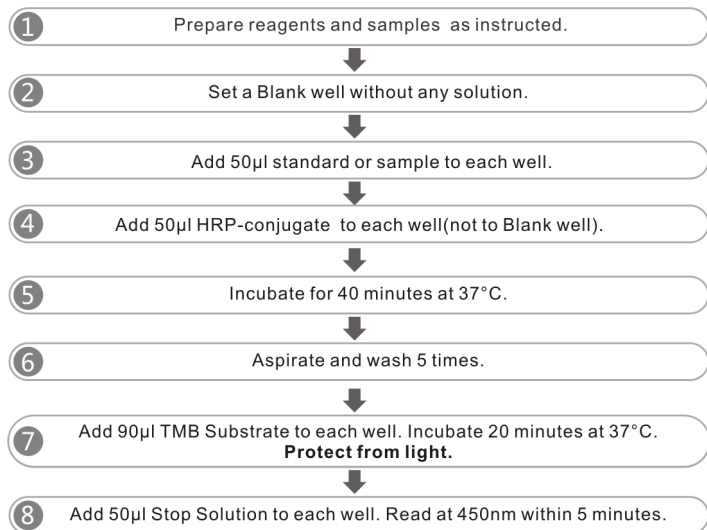 1 Prepare reagents and samples as instructed.
2 Set a Blank well without any solution.
3 Add 50μl standard or sample to each well.
4 Add 50μl HRP-conjugate to each well(not to Blank well).
5 Incubate for 40 minutes at 37°C.
6 Aspirate and wash 5 times.
7 Add 90μl TMB Substrate to each well. Incubate 20 minutes at 37°C.
Protect from light.
8 Add 50μl Stop Solution to each well. Read at 450nm within 5 minutes.